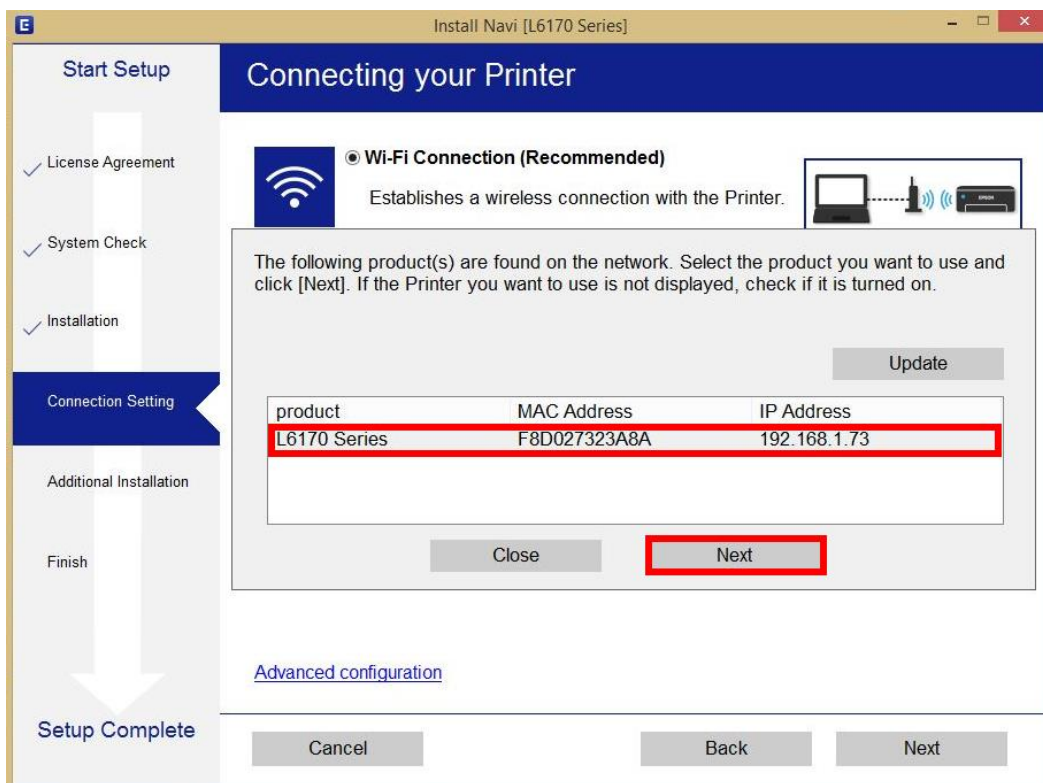 Install Navi [L6170 Series]
Start Setup
License Agreement
System Check
Installation
Connection Setting
Additional Installation
Finish
Setup Complete
Connecting your Printer
Wi-Fi Connection (Recommended)
Establishes a wireless connection with the Printer.
EPSON
The following product(s) are found on the network. Select the product you want to use and
click [Next]. If the Printer you want to use is not displayed, check if it is turned on.
Update
product MAC Address IP Address
L6170 Series F8D027323A8A 192.168.1.73
Close Next
Advanced configuration
Cancel Back Next